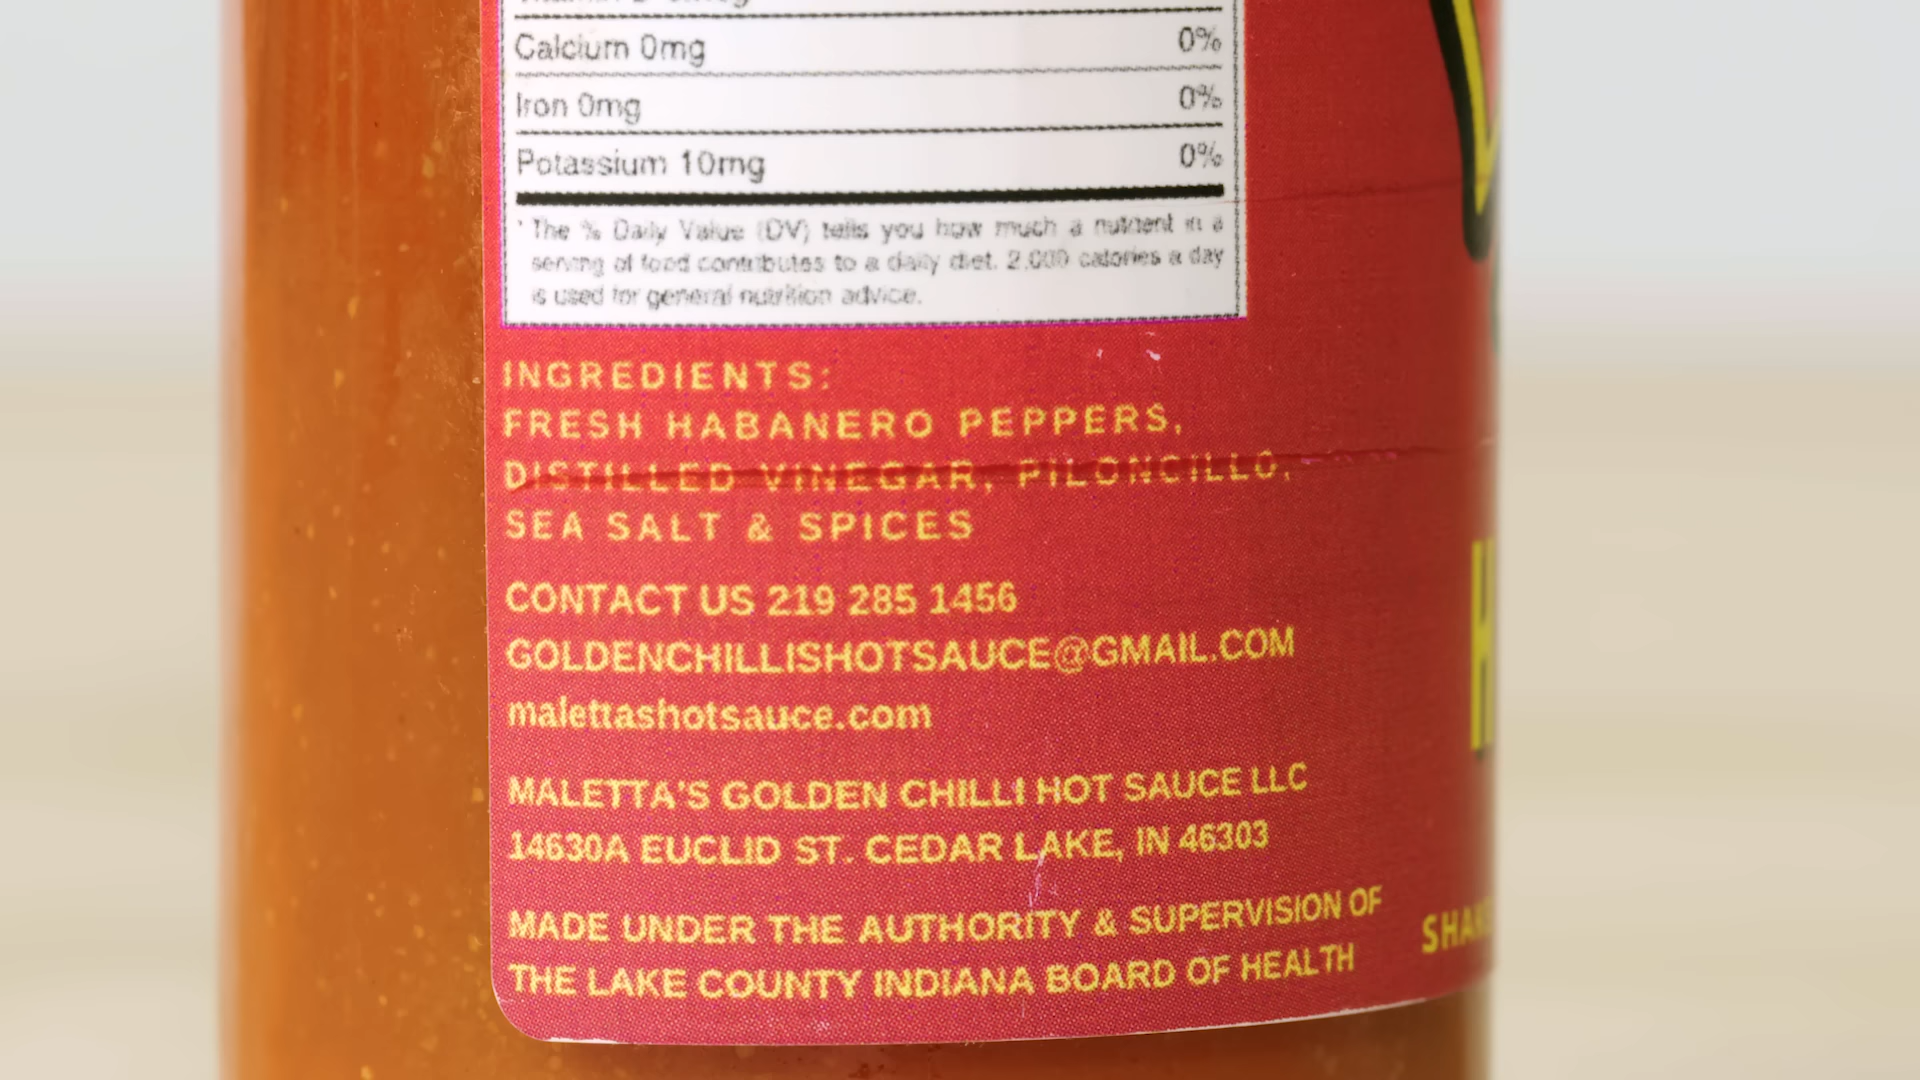 Calcium 0mg 0%
Iron 0mg 0%
Potassium 10mg 0%
* The % Daily Value (DV) tells you how much a nutrient in a
serving of food contributes to a daily diet. 2,000 calories a day
is used for general nutrition advice.
INGREDIENTS:
FRESH HABANERO PEPPERS,
DISTILLED VINEGAR, PILONCILLO,
SEA SALT & SPICES
CONTACT US 219 285 1456
GOLDENCHILLISHOTSAUCE@GMAIL.COM
malettashotsauce.com
MALETTA'S GOLDEN CHILLI HOT SAUCE LLC
14630A EUCLID ST. CEDAR LAKE, IN 46303
MADE UNDER THE AUTHORITY & SUPERVISION OF
THE LAKE COUNTY INDIANA BOARD OF HEALTH